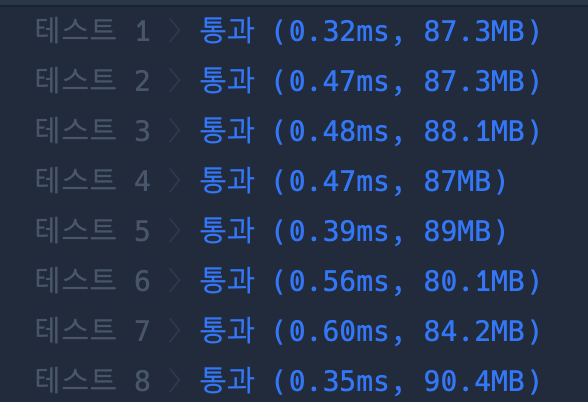 테스트 1 > 통과 (0.32ms, 87.3MB)
테스트 2 > 통과 (0.47ms, 87.3MB)
테스트 3 > 통과 (0.48ms, 88.1MB)
테스트 4 > 통과 (0.47ms, 87MB)
테스트 5 > 통과 (0.39ms, 89MB)
테스트 6 > 통과 (0.56ms, 80.1MB)
테스트 7 > 통과 (0.60ms, 84.2MB)
테스트 8 > 통과 (0.35ms, 90.4MB)